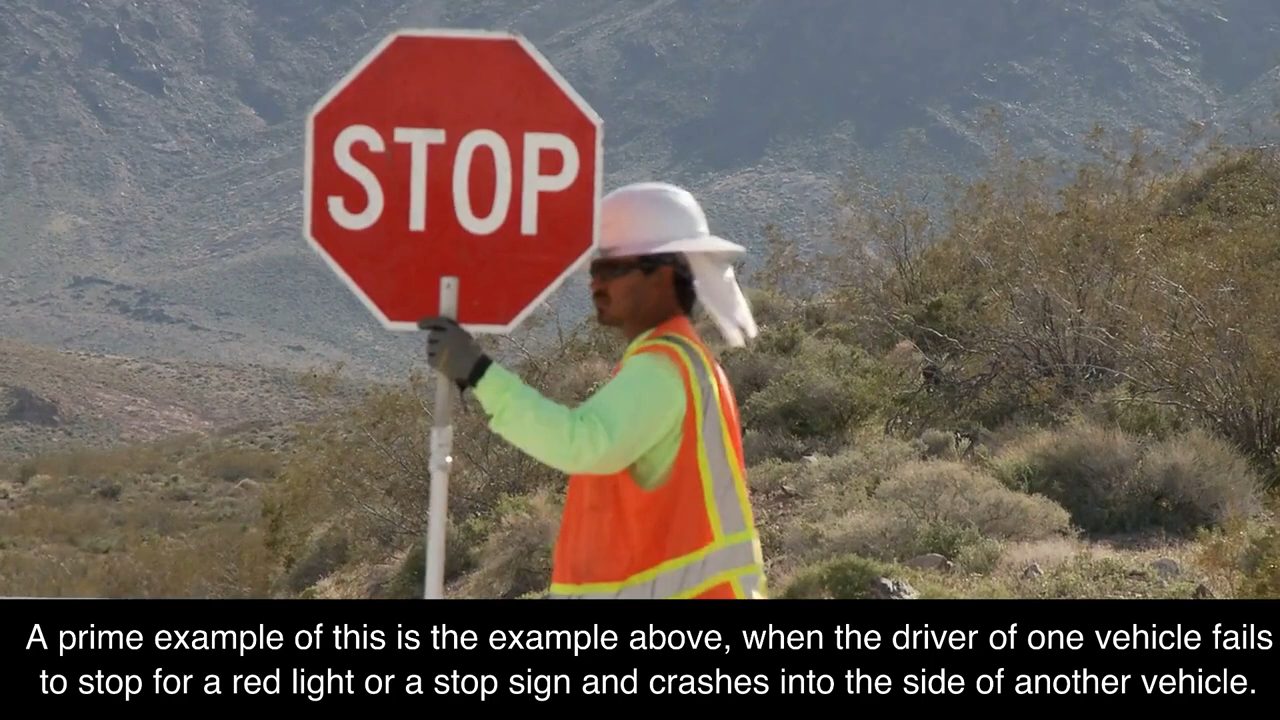 STOP
A prime example of this is the example above, when the driver of one vehicle fails
to stop for a red light or a stop sign and crashes into the side of another vehicle.